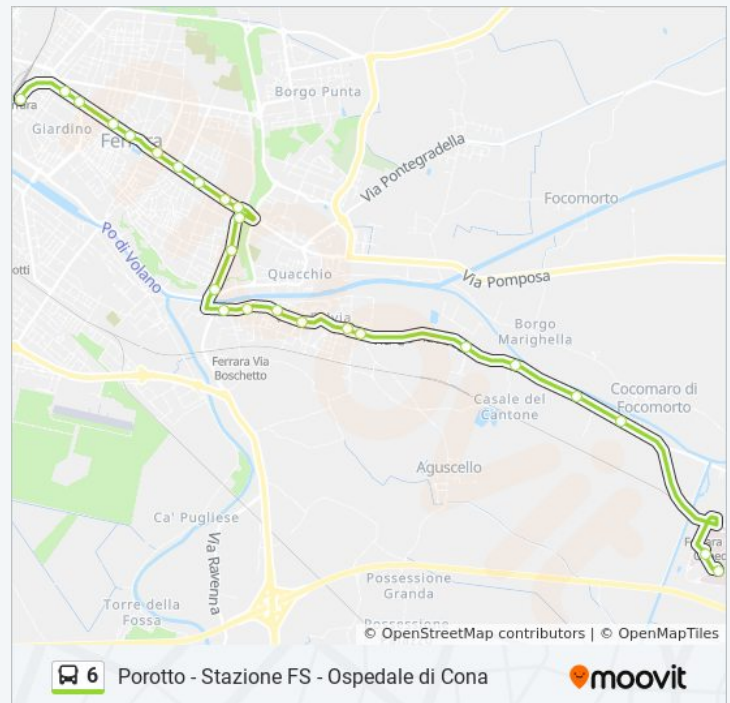 Borgo Punta
Giardino
Via Pontegradella
Focomorto
Po di Volano
Quacchio
Via Pomposa
Borgo
Marighella
Ferrara Via
Boschetto
Cocomaro di
Focomorto
Casale del
Cantone
Aguscello
Ca' Pugliese
Via Ravenna
Possessione
Granda
Torre della
Fossa
Possessione
© OpenStreetMap contributors | © OpenMapTiles
6 Porotto - Stazione FS - Ospedale di Cona
moovit